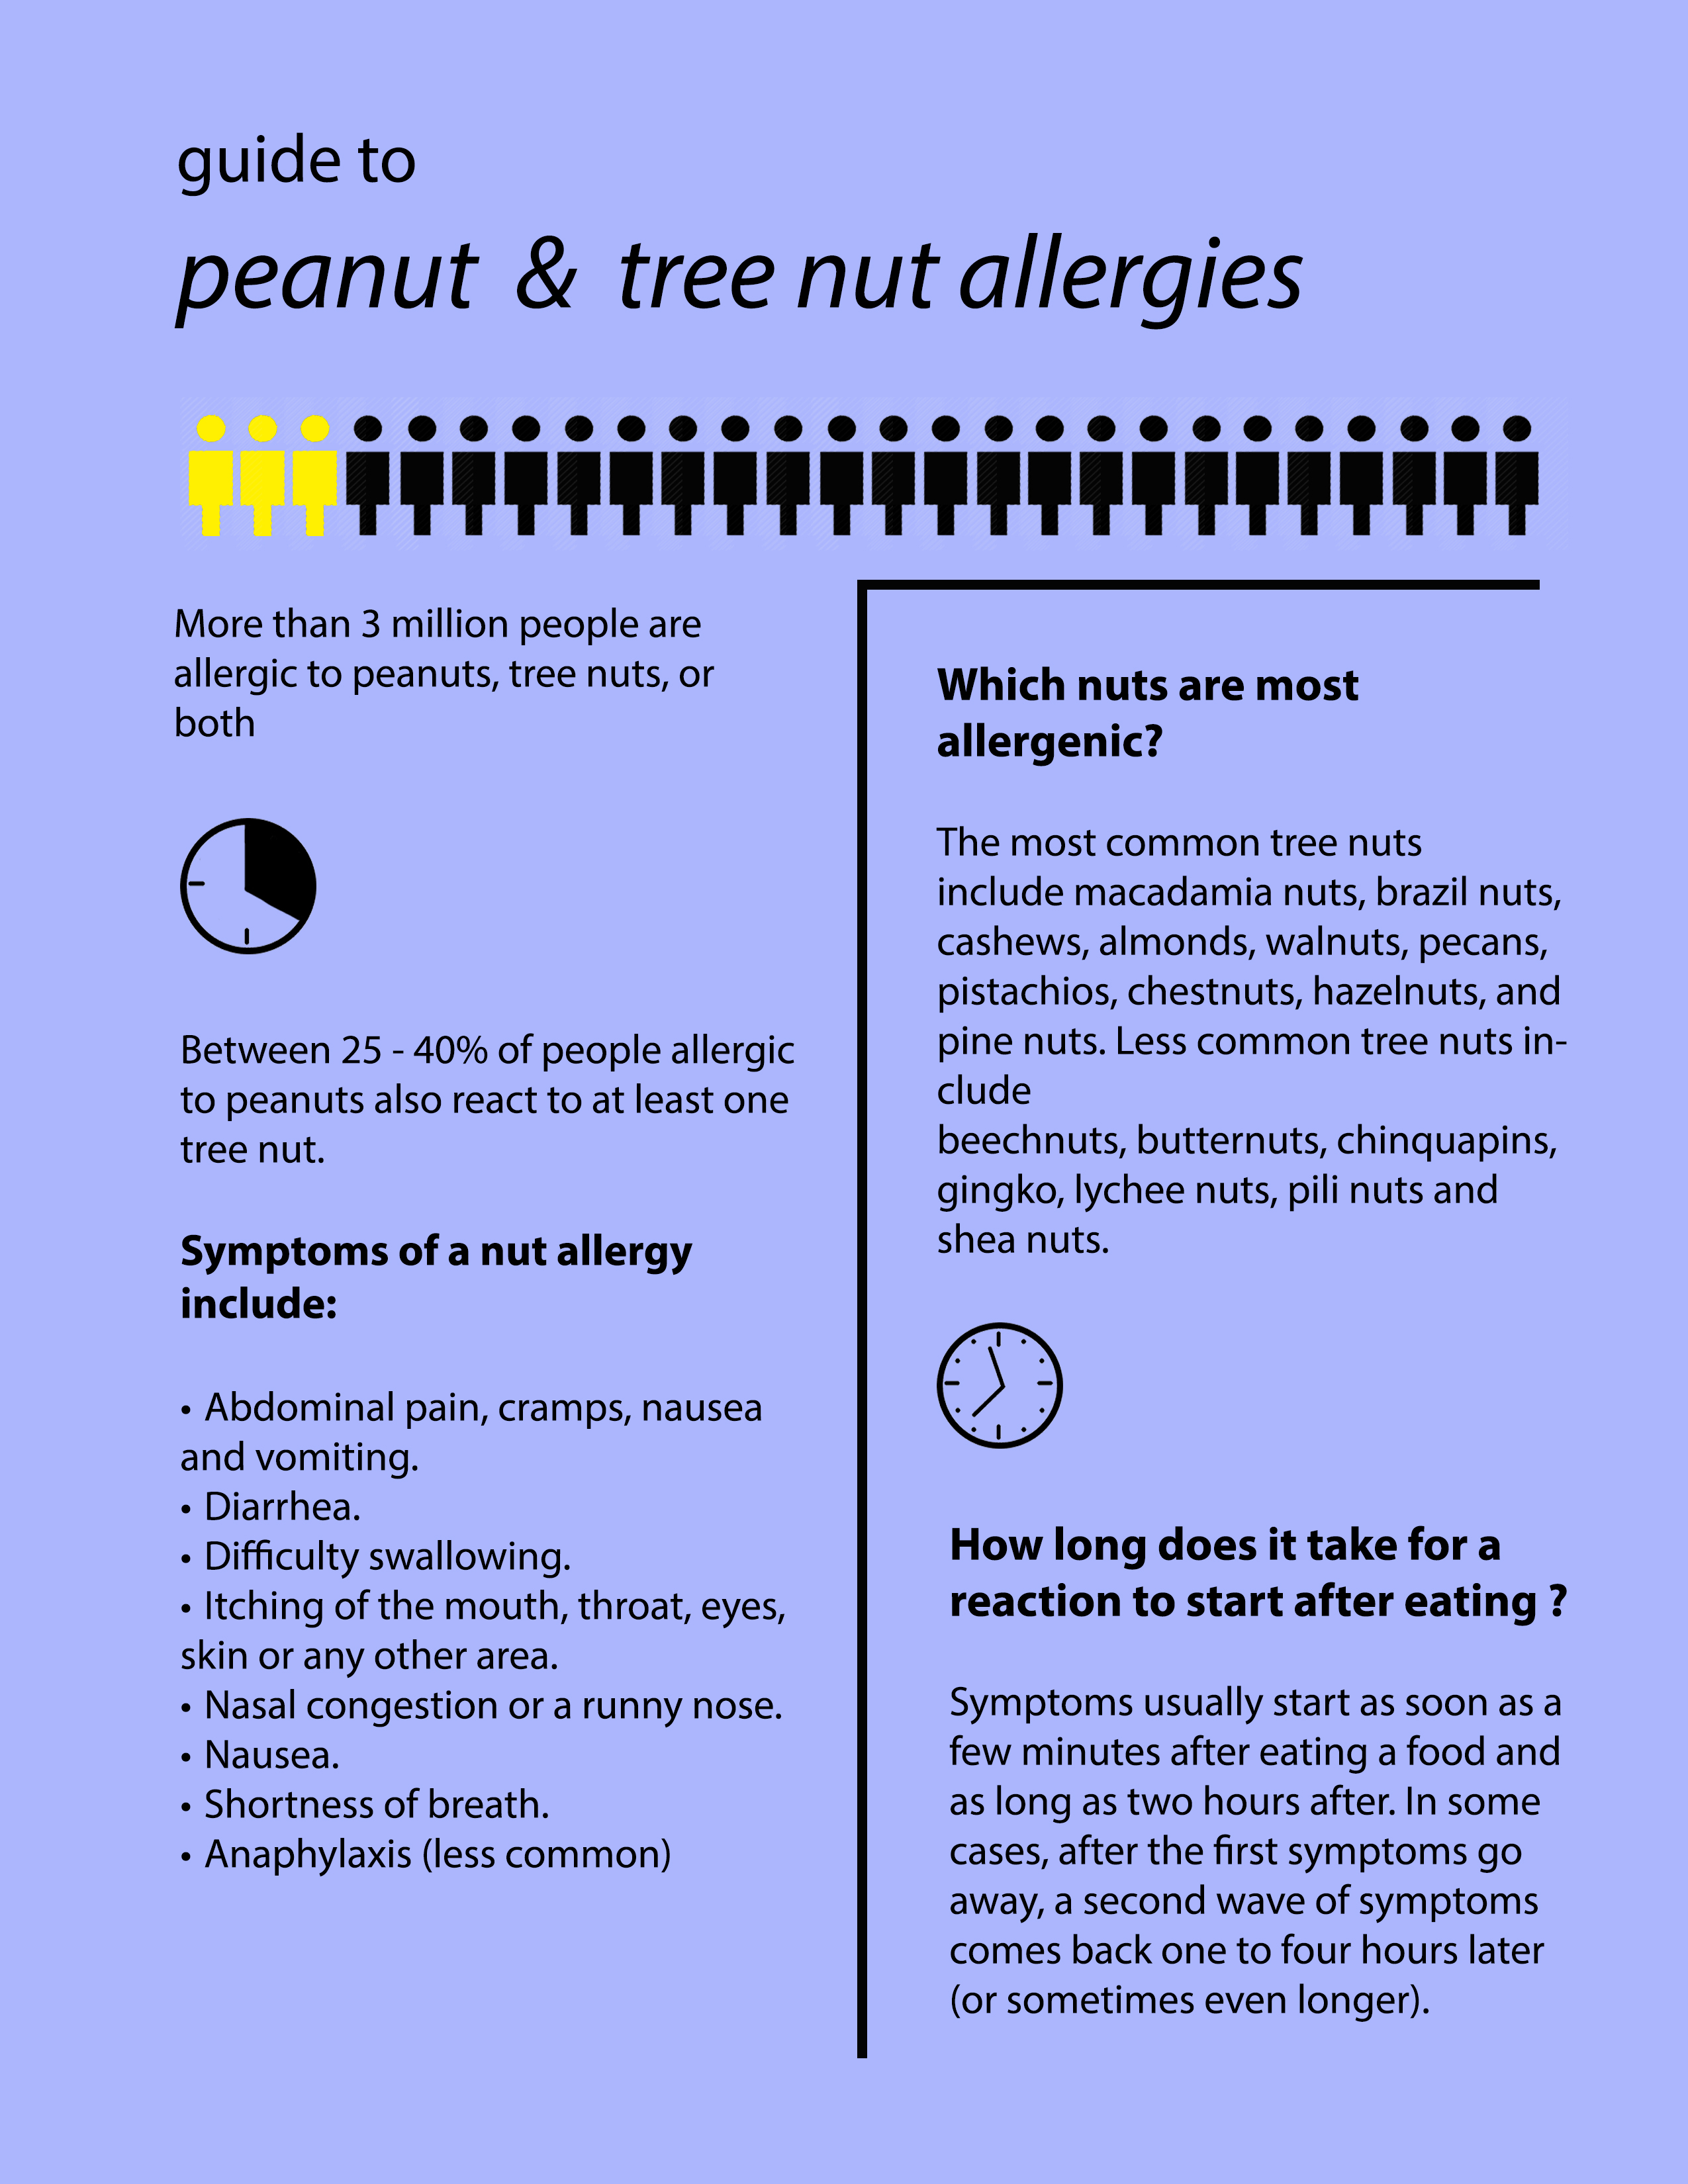 guide to
peanut & tree nut allergies
More than 3 million people are
allergic to peanuts, tree nuts, or
both
Between 25 - 40% of people allergic
to peanuts also react to at least one
tree nut.
Symptoms of a nut allergy
include:
• Abdominal pain, cramps, nausea
and vomiting.
• Diarrhea.
• Difficulty swallowing.
• Itching of the mouth, throat, eyes,
skin or any other area.
• Nasal congestion or a runny nose.
• Nausea.
• Shortness of breath.
• Anaphylaxis (less common)
Which nuts are most
allergenic?
The most common tree nuts
include macadamia nuts, brazil nuts,
cashews, almonds, walnuts, pecans,
pistachios, chestnuts, hazelnuts, and
pine nuts. Less common tree nuts in-
clude
beechnuts, butternuts, chinquapins,
gingko, lychee nuts, pili nuts and
shea nuts.
How long does it take for a
reaction to start after eating ?
Symptoms usually start as soon as a
few minutes after eating a food and
as long as two hours after. In some
cases, after the first symptoms go
away, a second wave of symptoms
comes back one to four hours later
(or sometimes even longer).